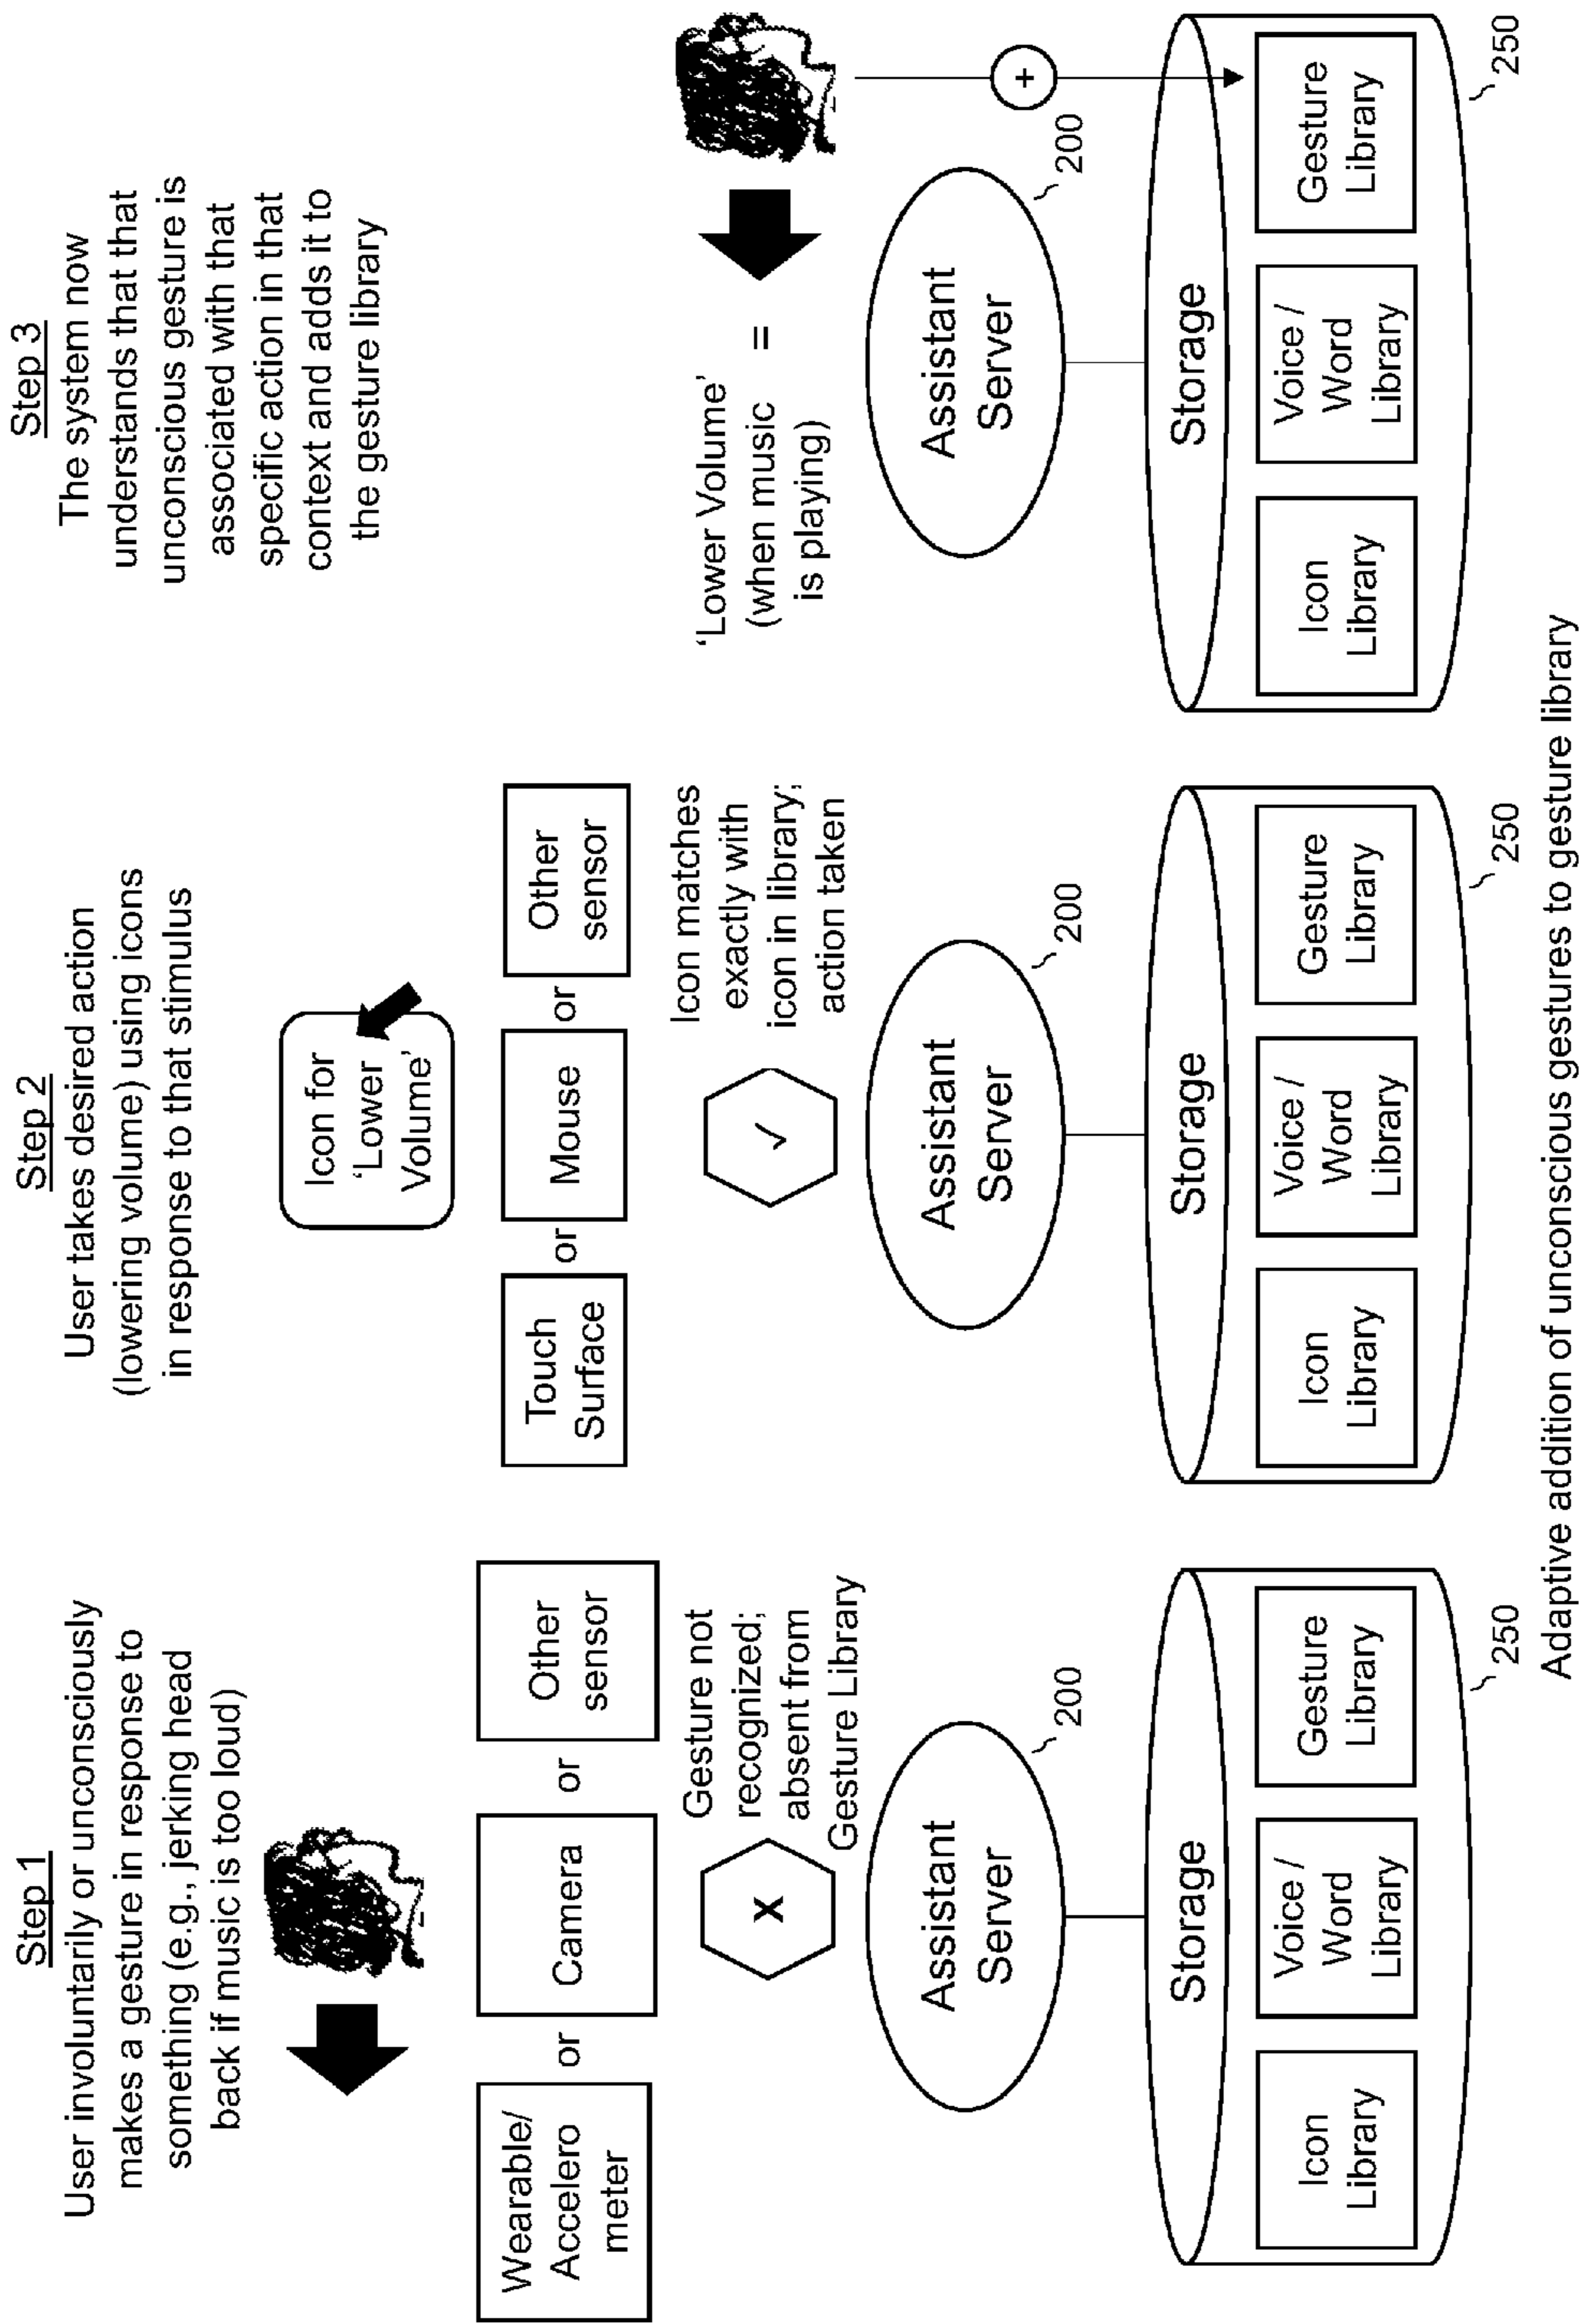 Step 1
User involuntarily or unconsciously
makes a gesture in response to
something (e.g., jerking head
back if music is too loud)
Wearable/
Accelero
meter
or
Camera
or
Other
sensor
X
Gesture not
recognized;
absent from
Gesture Library
Assistant
Server
200
Storage
Icon
Library
Voice /
Word
Library
Gesture
Library
250
Step 2
User takes desired action
(lowering volume) using icons
in response to that stimulus
Icon for
‘Lower
Volume’
Touch
Surface
or
Mouse
or
Other
sensor
✓
Icon matches
exactly with
icon in library;
action taken
Assistant
Server
200
Storage
Icon
Library
Voice /
Word
Library
Gesture
Library
250
Step 3
The system now
understands that that
unconscious gesture is
associated with that
specific action in that
context and adds it to
the gesture library
‘Lower Volume’
(when music
is playing)
=
+
Assistant
Server
200
Storage
Icon
Library
Voice /
Word
Library
Gesture
Library
250
Adaptive addition of unconscious gestures to gesture library